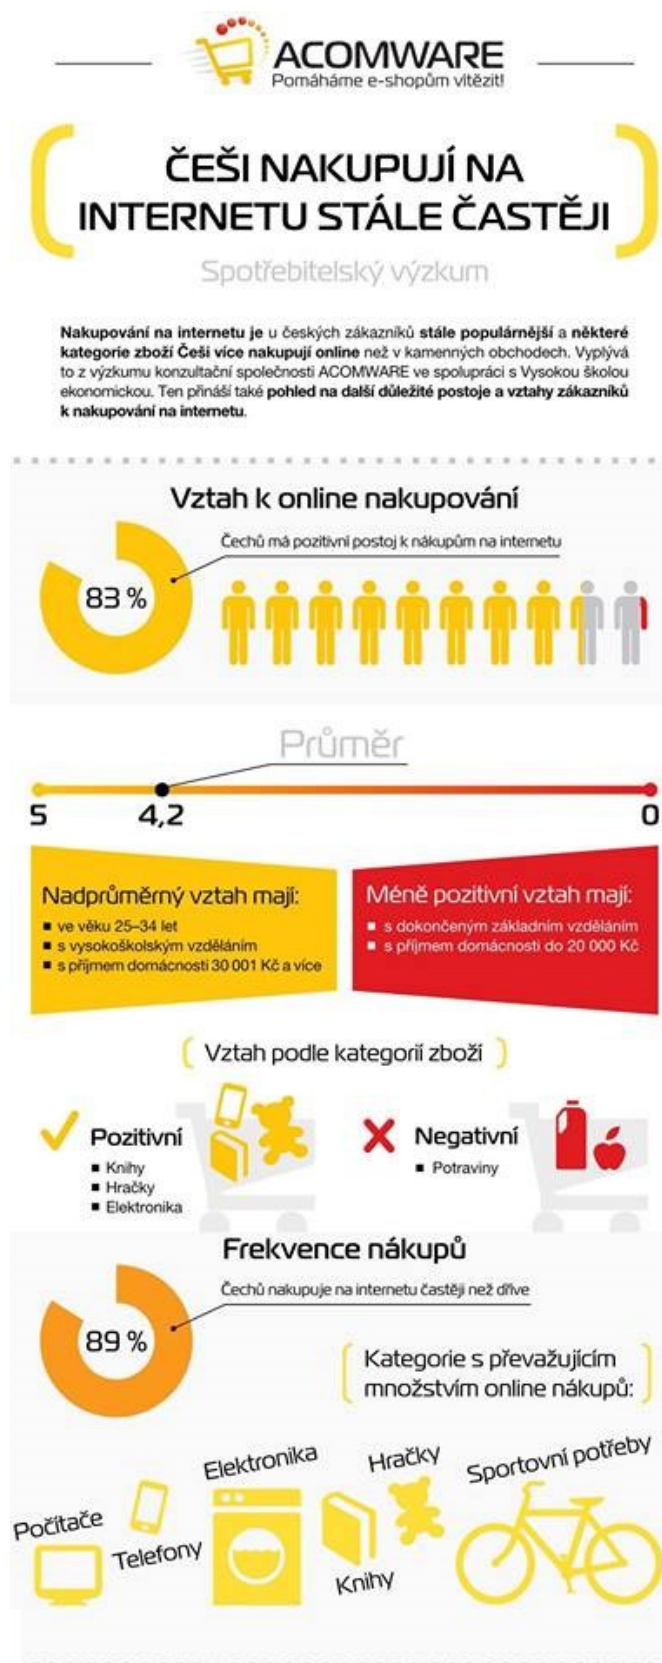 ACOMWARE
Pomáháme e-shopům vítězit!
ČEŠI NAKUPUJÍ NA
INTERNETU STÁLE ČASTĚJI
Spotřebitelský výzkum
Nakupování na internetu je u českých zákazníků stále populárnější a některé
kategorie zboží Češi více nakupují online než v kamenných obchodech. Vyplývá
to z výzkumu konzultační společnosti ACOMWARE ve spolupráci s Vysokou školou
ekonomickou. Ten přináší také pohled na další důležité postoje a vztahy zákazníků
k nakupování na internetu.
Vztah k online nakupování
Čechů má pozitivní postoj k nákupům na internetu
83 %
Průměr
5
4,2
0
Nadprůměrný vztah mají:
ve věku 25–34 let
s vysokoškolským vzděláním
s příjmem domácnosti 30 001 Kč a více
Méně pozitivní vztah mají:
s dokončeným základním vzděláním
s příjmem domácnosti do 20 000 Kč
Vztah podle kategorií zboží
Pozitivní
Knihy
Hračky
Elektronika
Negativní
Potraviny
Frekvence nákupů
Čechů nakupuje na internetu častěji než dříve
89 %
Kategorie s převažujícím
množstvím online nákupů:
Počítače
Telefony
Elektronika
Knihy
Hračky
Sportovní potřeby